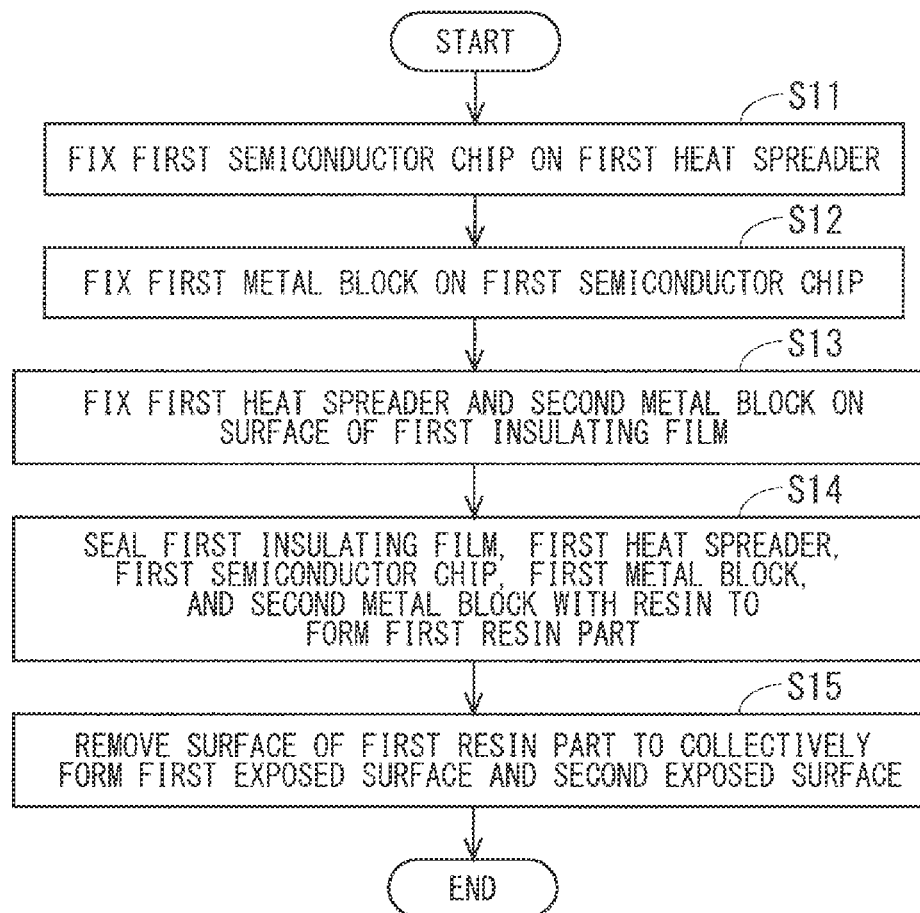 START
S11
FIX FIRST SEMICONDUCTOR CHIP ON FIRST HEAT SPREADER
S12
FIX FIRST METAL BLOCK ON FIRST SEMICONDUCTOR CHIP
S13
FIX FIRST HEAT SPREADER AND SECOND METAL BLOCK ON
SURFACE OF FIRST INSULATING FILM
S14
SEAL FIRST INSULATING FILM, FIRST HEAT SPREADER,
FIRST SEMICONDUCTOR CHIP, FIRST METAL BLOCK,
AND SECOND METAL BLOCK WITH RESIN TO
FORM FIRST RESIN PART
S15
REMOVE SURFACE OF FIRST RESIN PART TO COLLECTIVELY
FORM FIRST EXPOSED SURFACE AND SECOND EXPOSED SURFACE
END